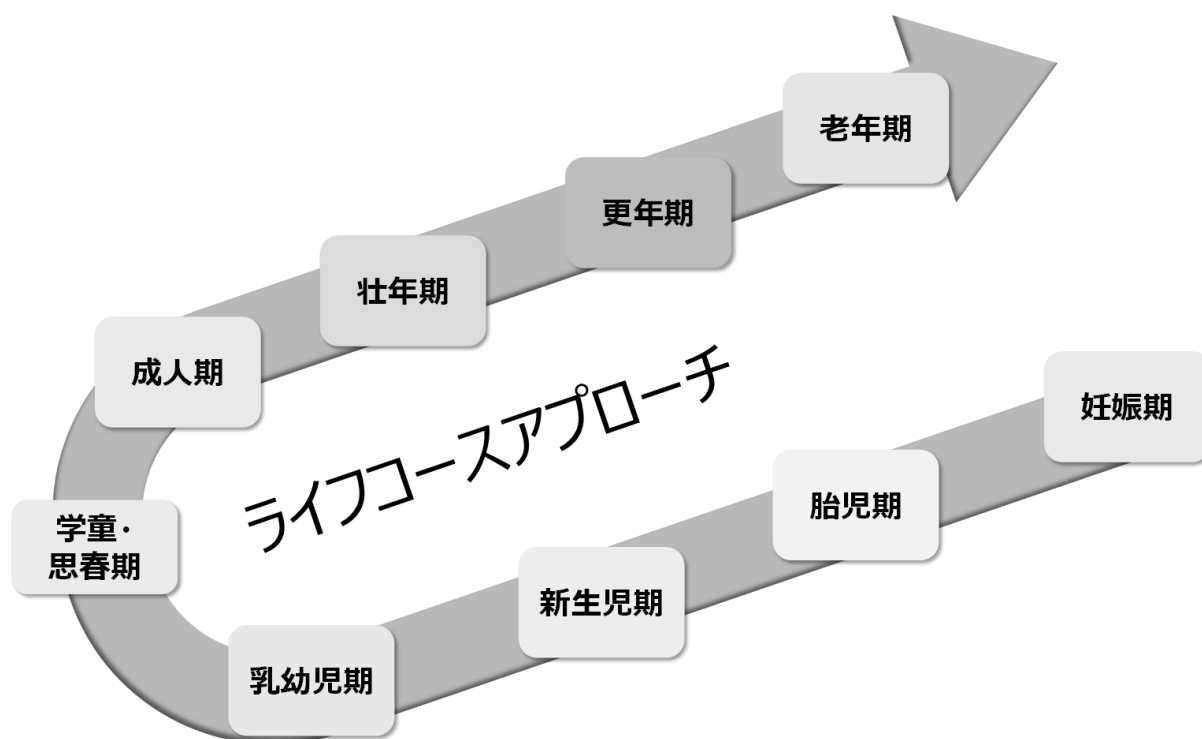 老年期
更年期
壮年期
成人期
ライフコースアプローチ
妊娠期
胎児期
学童・
思春期
新生児期
乳幼児期